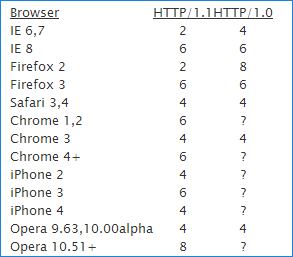 Browser HTTP/1.1 HTTP/1.0
IE 6,7 2 4
IE 8 6 6
Firefox 2 2 8
Firefox 3 6 6
Safari 3,4 4 4
Chrome 1,2 6 ?
Chrome 3 4 4
Chrome 4+ 6 ?
iPhone 2 4 ?
iPhone 3 6 ?
iPhone 4 4 ?
Opera 9.63,10.00alpha 4 4
Opera 10.51+ 8 ?